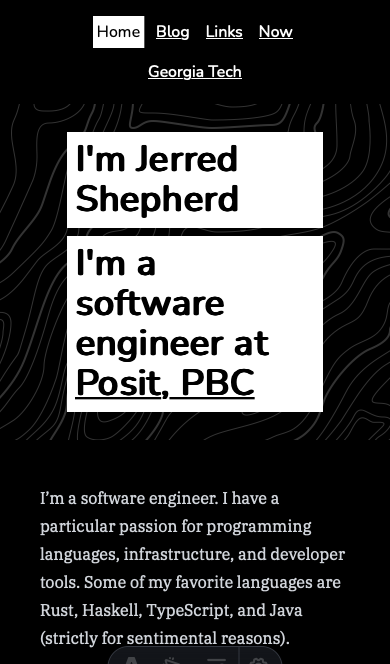 Home Blog Links Now
Georgia Tech
I'm Jerred
Shepherd
I'm a
software
engineer at
Posit, PBC
I’m a software engineer. I have a
particular passion for programming
languages, infrastructure, and developer
tools. Some of my favorite languages are
Rust, Haskell, TypeScript, and Java
(strictly for sentimental reasons).